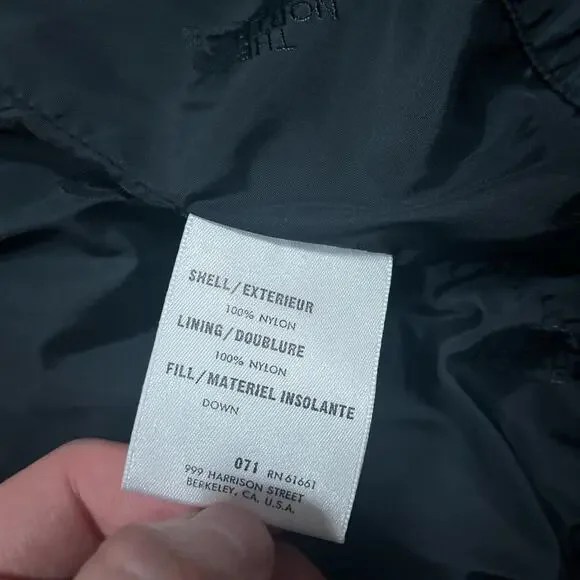 THE
NORTH
SHELL/EXTERIEUR
100% NYLON
LINING/DOUBLURE
100% NYLON
FILL/MATERIEL INSOLANTE
DOWN
071 RN 61661
999 HARRISON STREET
BERKELEY, CA. U.S.A.